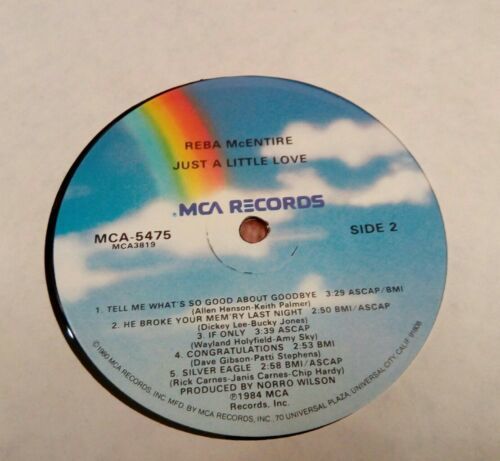 REBA McENTIRE
JUST A LITTLE LOVE
MCA RECORDS
MCA-5475
MCA3819
SIDE 2
1. TELL ME WHAT'S SO GOOD ABOUT GOODBYE 3:29 ASCAP/BMI
(Allen Hanson-Keith Palmer)
2. HE BROKE YOUR MEM'RY LAST NIGHT 2:50 BMI/ASCAP
(Dickey Lee-Bucky Jones)
3. IF ONLY 3:39 ASCAP
(Wayland Holyfield-Amy Sky)
4. CONGRATULATIONS 2:53 BMI
(Dave Gibson-Patti Stephens)
5. SILVER EAGLE 2:58 BMI/ASCAP
(Rick Carnes-Janis Carnes-Chip Hardy)
PRODUCED BY NORRO WILSON
℗1984 MCA
Records, Inc.
©1980 MCA RECORDS, INC. MFG. BY MCA RECORDS, INC., 70 UNIVERSAL PLAZA, UNIVERSAL CITY, CALIF. 91608